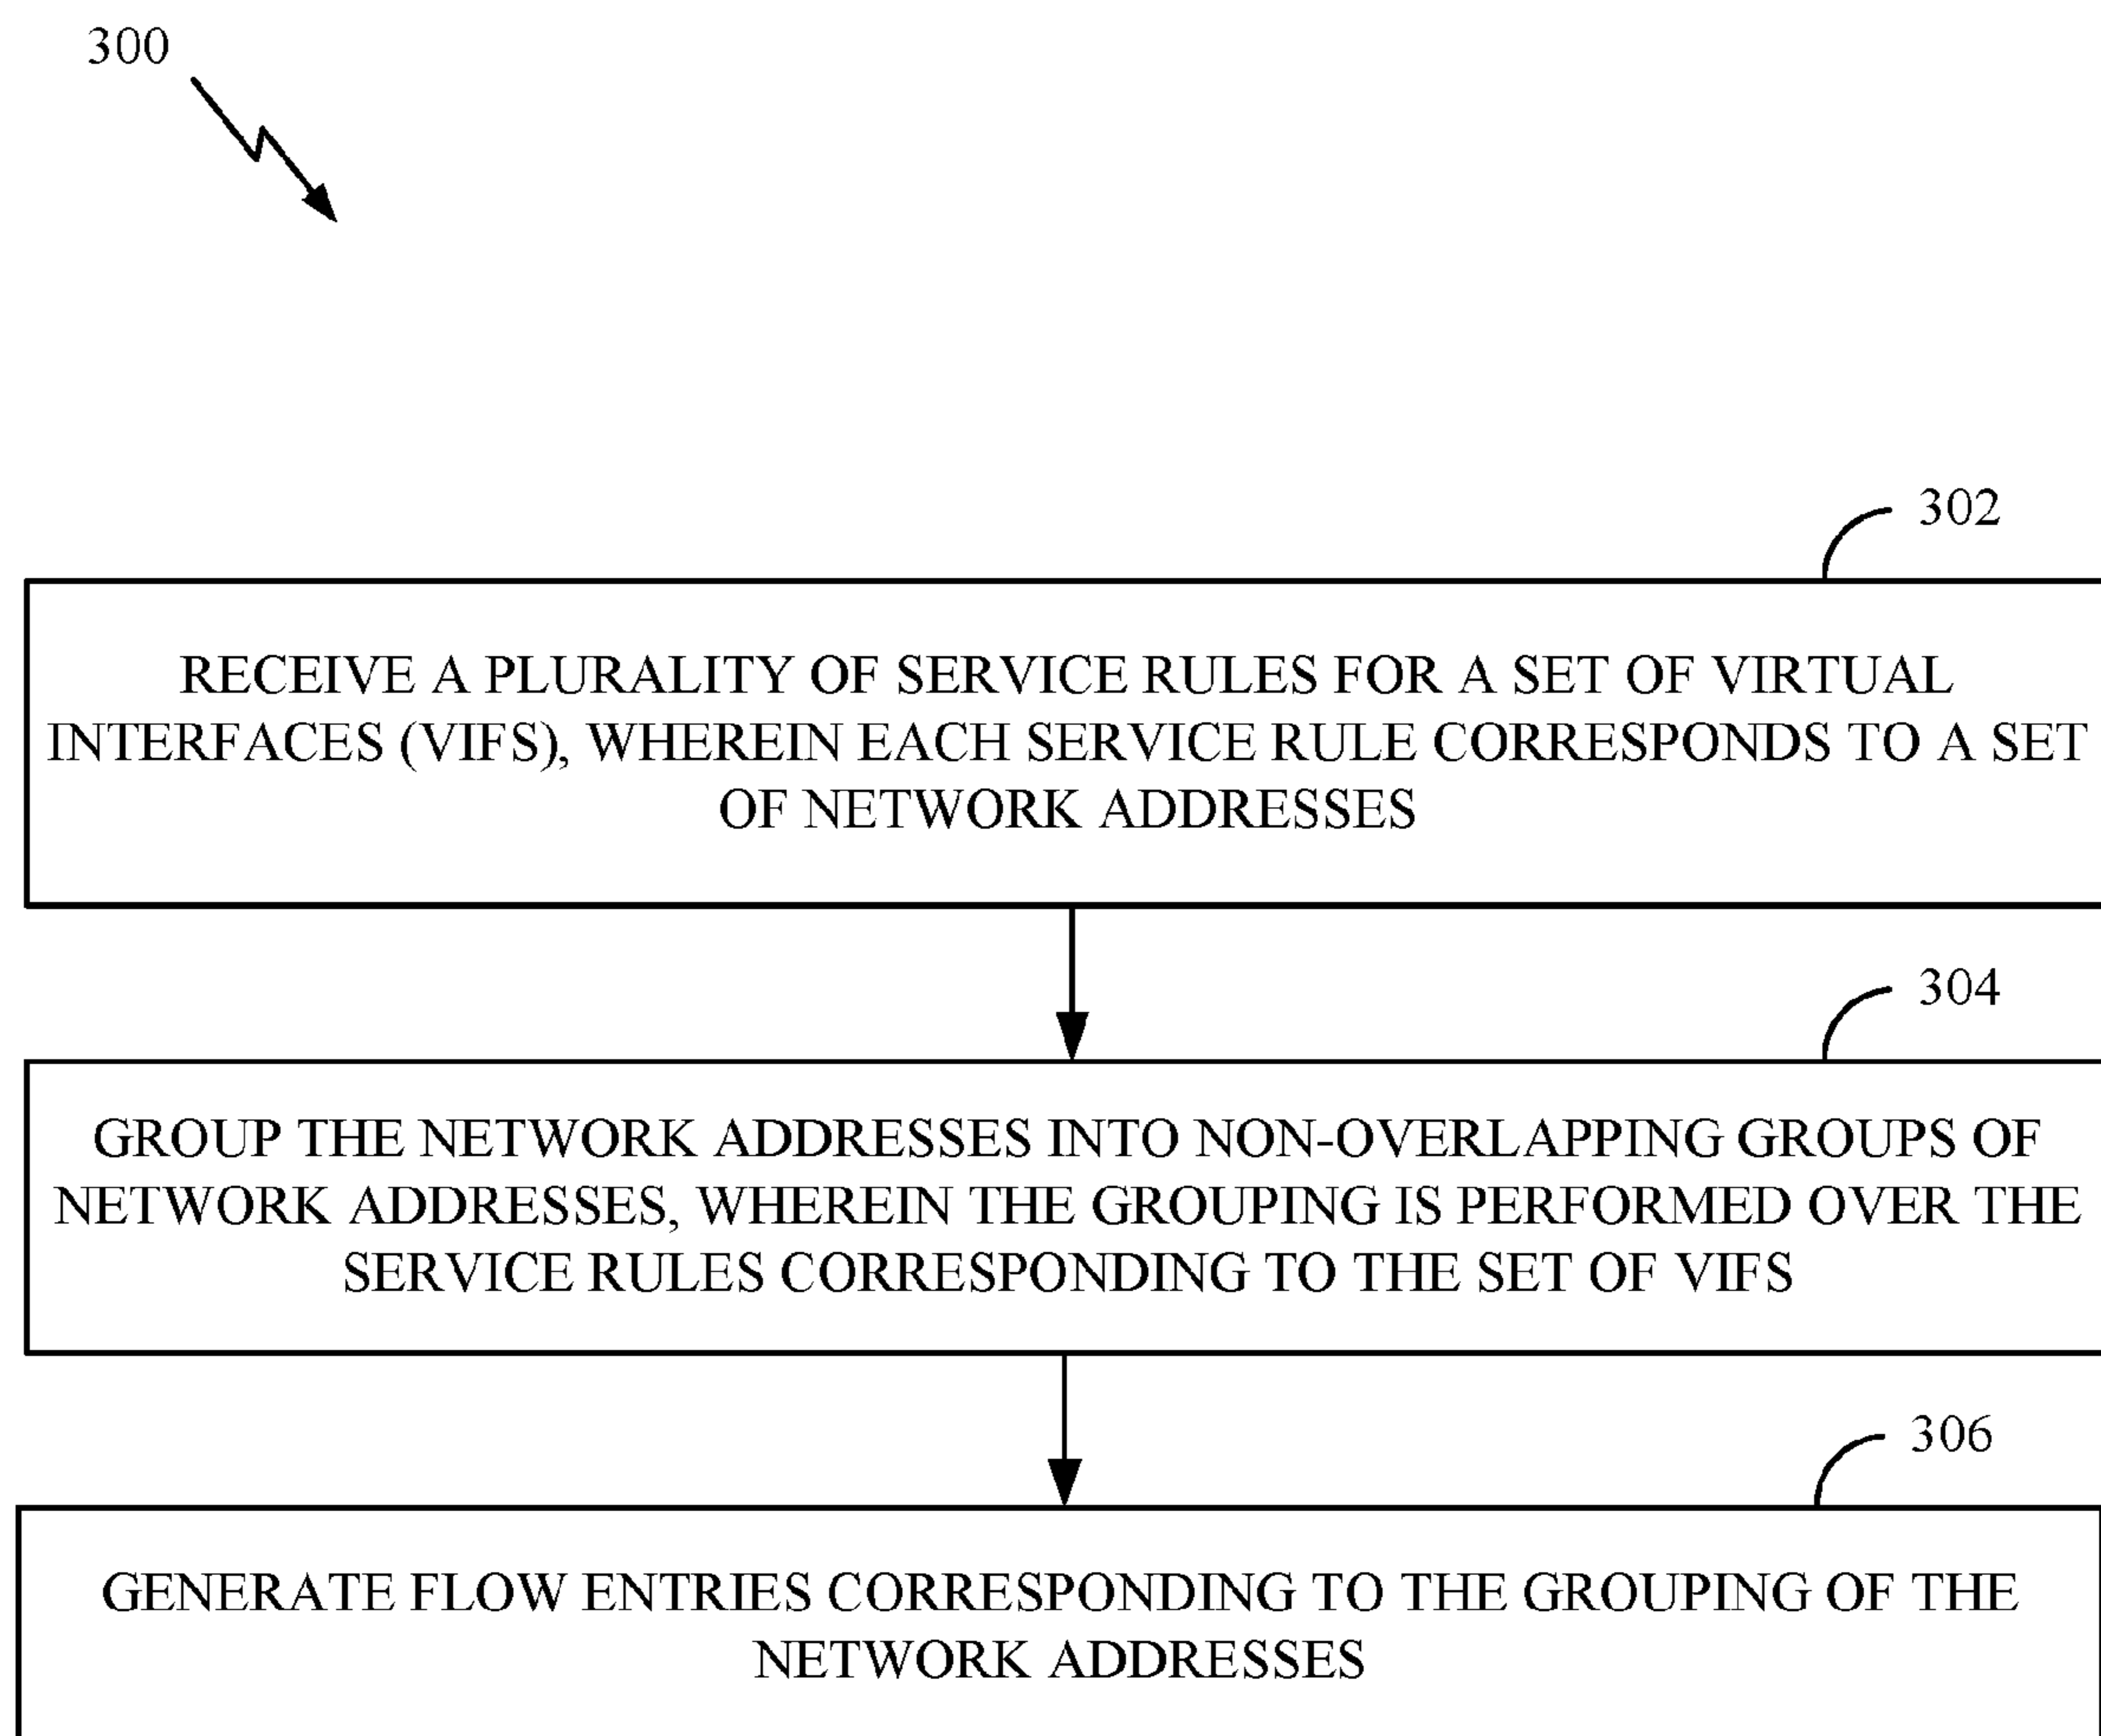 300
302
RECEIVE A PLURALITY OF SERVICE RULES FOR A SET OF VIRTUAL
INTERFACES (VIFS), WHEREIN EACH SERVICE RULE CORRESPONDS TO A SET
OF NETWORK ADDRESSES
304
GROUP THE NETWORK ADDRESSES INTO NON-OVERLAPPING GROUPS OF
NETWORK ADDRESSES, WHEREIN THE GROUPING IS PERFORMED OVER THE
SERVICE RULES CORRESPONDING TO THE SET OF VIFS
306
GENERATE FLOW ENTRIES CORRESPONDING TO THE GROUPING OF THE
NETWORK ADDRESSES